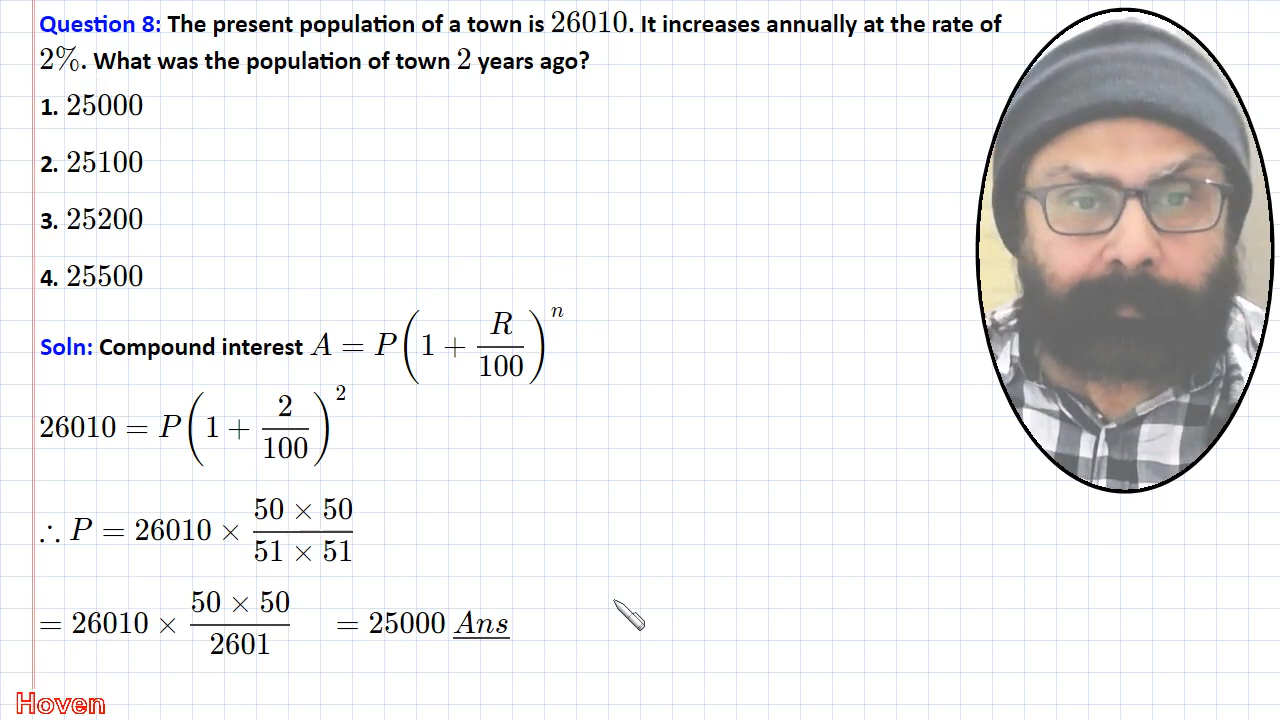 Question 8: The present population of a town is 26010. It increases annually at the rate of
2%. What was the population of town 2 years ago?
1. 25000
2. 25100
3. 25200
4. 25500
Soln: Compound interest A = P(1 + R/100)^n
26010 = P(1 + 2/100)^2
∴ P = 26010 × (50 × 50)/(51 × 51)
= 26010 × (50 × 50)/2601 = 25000 Ans
Hoven